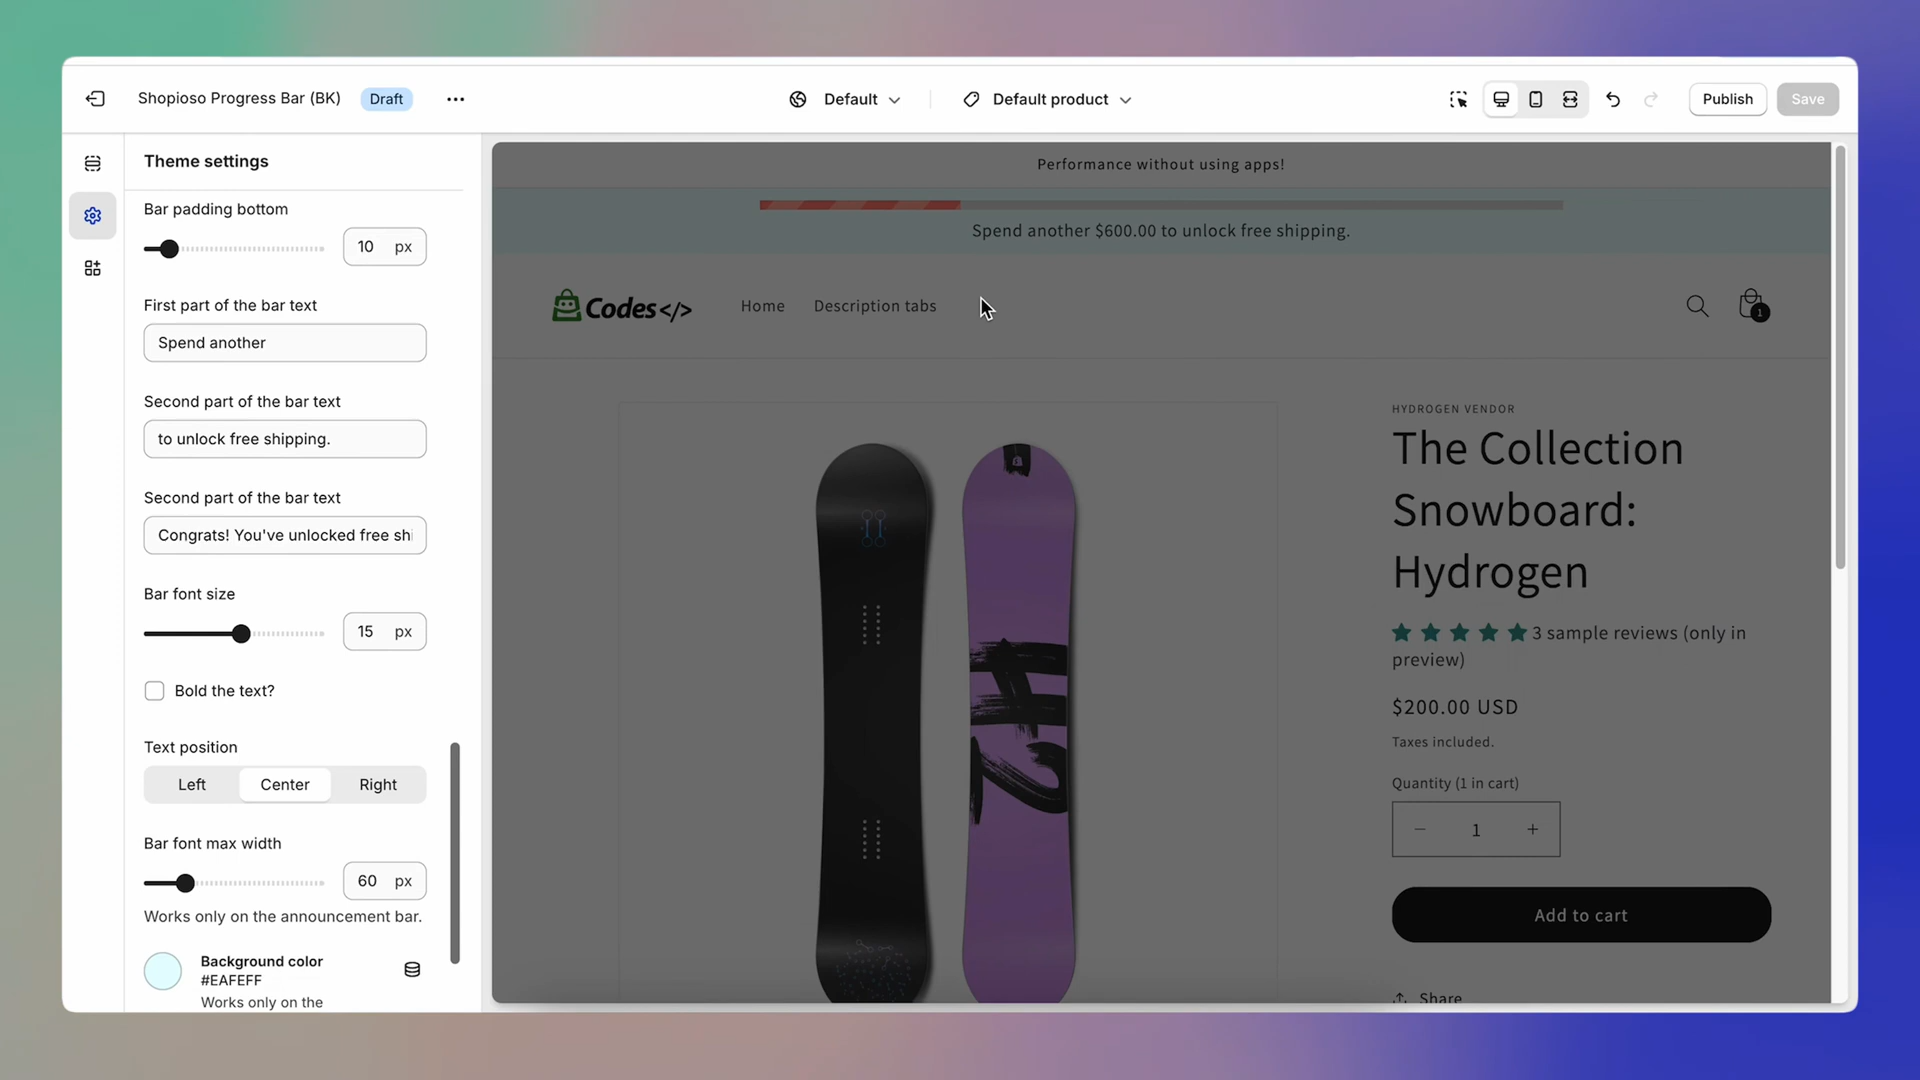 Shopioso Progress Bar (BK)
Draft
Default
Default product
Publish
Save
Theme settings
Bar padding bottom
10 px
First part of the bar text
Spend another
Second part of the bar text
to unlock free shipping.
Second part of the bar text
Congrats! You've unlocked free shi
Bar font size
15 px
Bold the text?
Text position
Left Center Right
Bar font max width
60 px
Works only on the announcement bar.
Background color
#EAFEFF
Works only on the
Performance without using apps!
Spend another $600.00 to unlock free shipping.
Codes</>
Home
Description tabs
1
HYDROGEN VENDOR
The Collection
Snowboard:
Hydrogen
3 sample reviews (only in
preview)
$200.00 USD
Taxes included.
Quantity (1 in cart)
1
Add to cart
Share